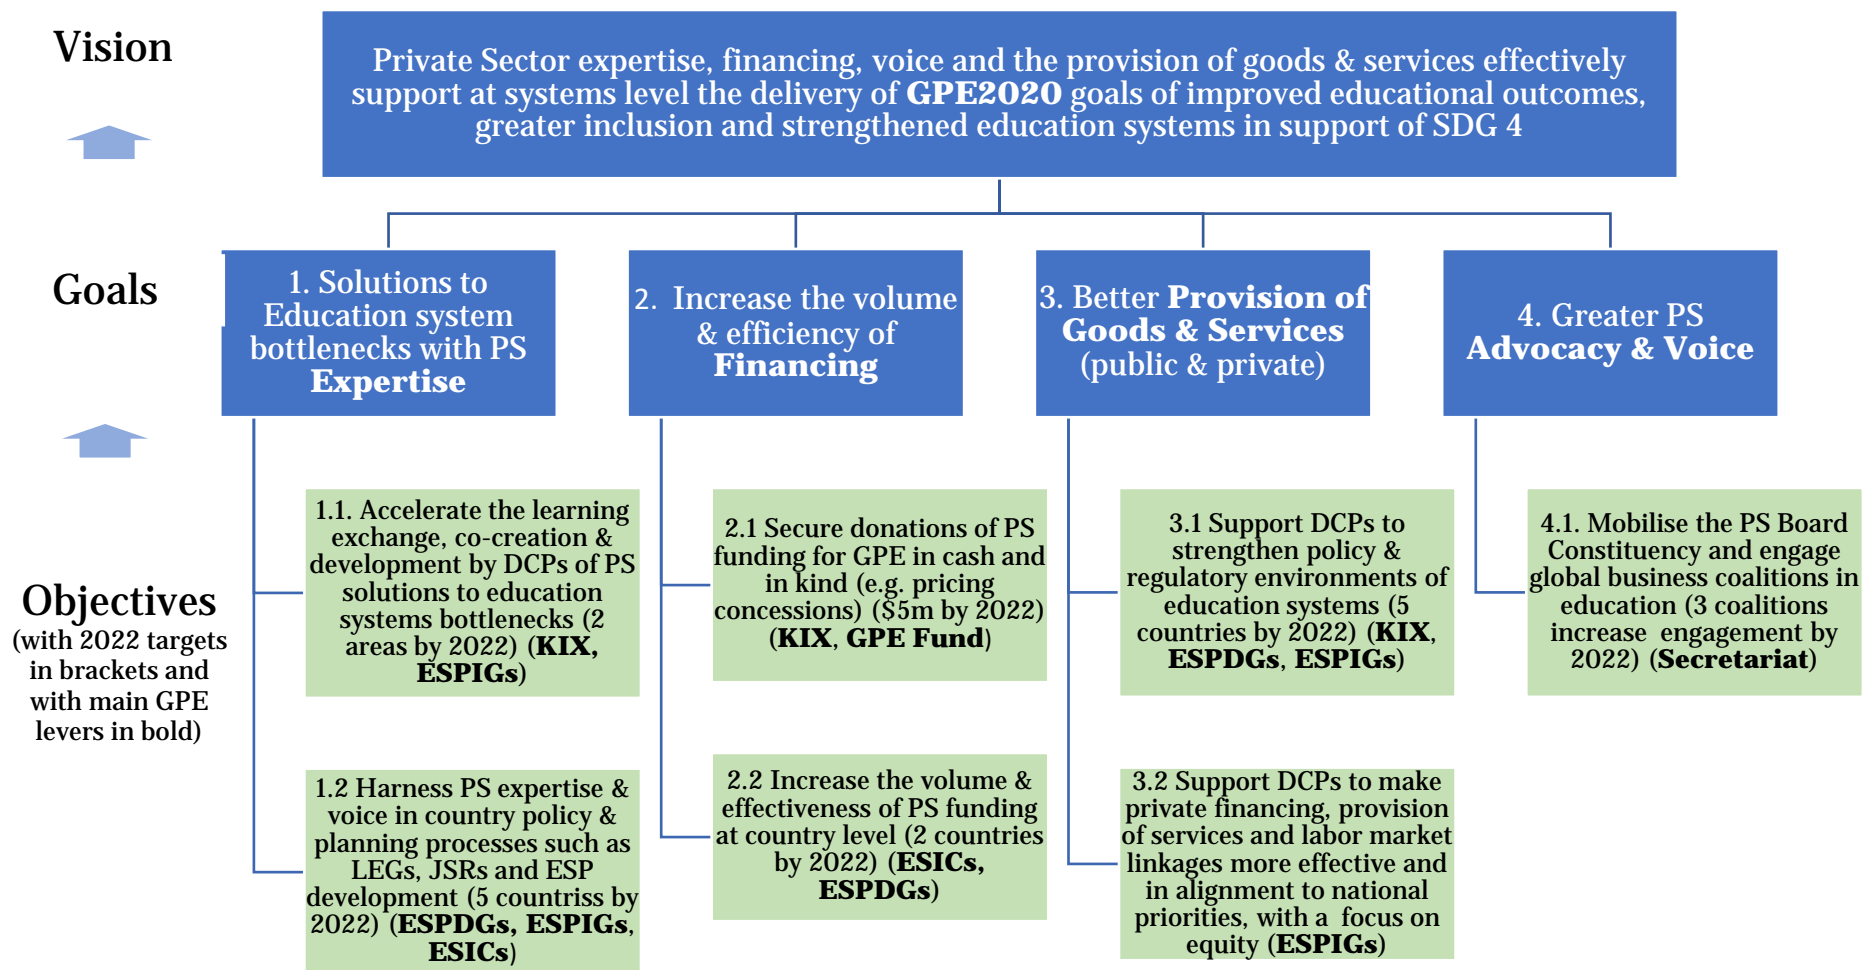 Vision
Private Sector expertise, financing, voice and the provision of goods & services effectively
support at systems level the delivery of GPE2020 goals of improved educational outcomes,
greater inclusion and strengthened education systems in support of SDG 4
Goals
1. Solutions to
Education system
bottlenecks with PS
Expertise
2. Increase the volume
& efficiency of
Financing
3. Better Provision of
Goods & Services
(public & private)
4. Greater PS
Advocacy & Voice
Objectives
(with 2022 targets
in brackets and
with main GPE
levers in bold)
1.1. Accelerate the learning
exchange, co-creation &
development by DCPs of PS
solutions to education
systems bottlenecks (2
areas by 2022) (KIX,
ESPIGs)
2.1 Secure donations of PS
funding for GPE in cash and
in kind (e.g. pricing
concessions) ($5m by 2022)
(KIX, GPE Fund)
3.1 Support DCPs to
strengthen policy &
regulatory environments of
education systems (5
countries by 2022) (KIX,
ESPDGs, ESPIGs)
4.1. Mobilise the PS Board
Constituency and engage
global business coalitions in
education (3 coalitions
increase engagement by
2022) (Secretariat)
1.2 Harness PS expertise &
voice in country policy &
planning processes such as
LEGs, JSRs and ESP
development (5 countriss by
2022) (ESPDGs, ESPIGs,
ESICs)
2.2 Increase the volume &
effectiveness of PS funding
at country level (2 countries
by 2022) (ESICs,
ESPDGs)
3.2 Support DCPs to make
private financing, provision
of services and labor market
linkages more effective and
in alignment to national
priorities, with a focus on
equity (ESPIGs)